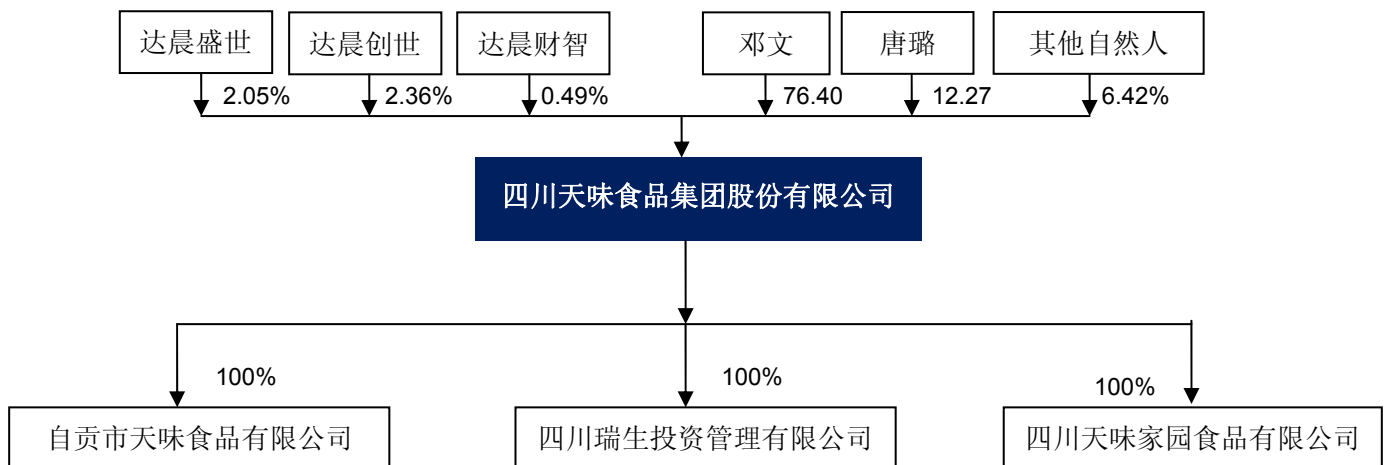 达晨盛世
达晨创世
达晨财智
邓文
唐璐
其他自然人
2.05%
2.36%
0.49%
76.40
12.27
6.42%
四川天味食品集团股份有限公司
100%
100%
100%
自贡市天味食品有限公司
四川瑞生投资管理有限公司
四川天味家园食品有限公司